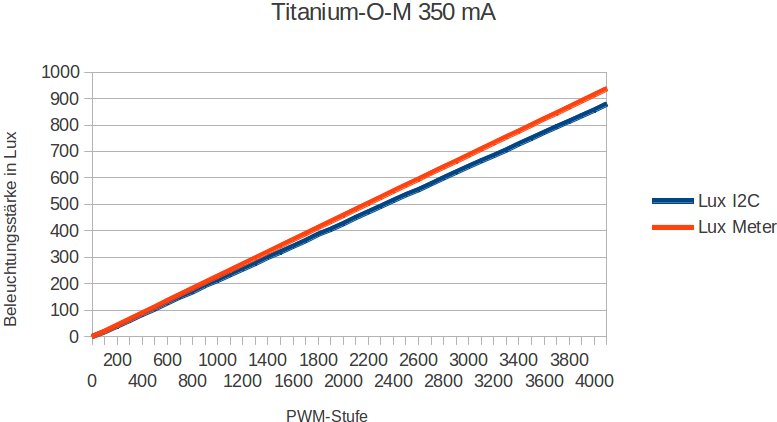 Titanium-O-M 350 mA
1000
900
800
700
600
500
400
300
200
100
0
Beleuchtungsstärke in Lux
Lux I2C
Lux Meter
200 600 1000 1400 1800 2200 2600 3000 3400 3800
0 400 800 1200 1600 2000 2400 2800 3200 3600 4000
PWM-Stufe